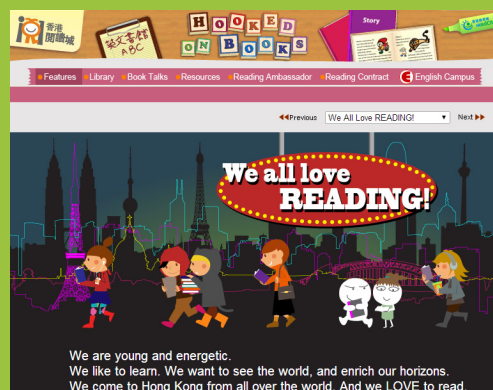 香港
閱讀城
英文書館
ABC
HOOKED
ON BOOKS
Story
Features Library Book Talks Resources Reading Ambassador Reading Contract English Campus
Previous We All Love READING! Next
We all love
READING!
We are young and energetic.
We like to learn. We want to see the world, and enrich our horizons.
We come to Hong Kong from all over the world. And we LOVE to read.